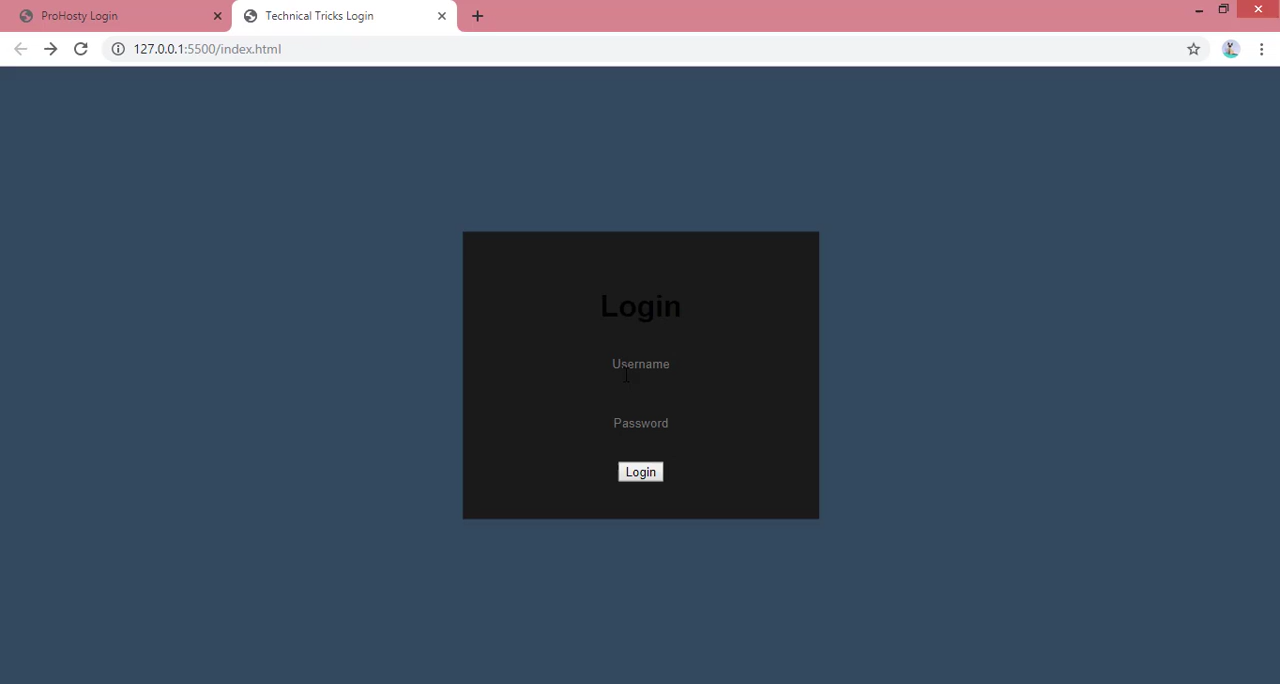 ProHosty Login
Technical Tricks Login
127.0.0.1:5500/index.html
Login
Username
Password
Login